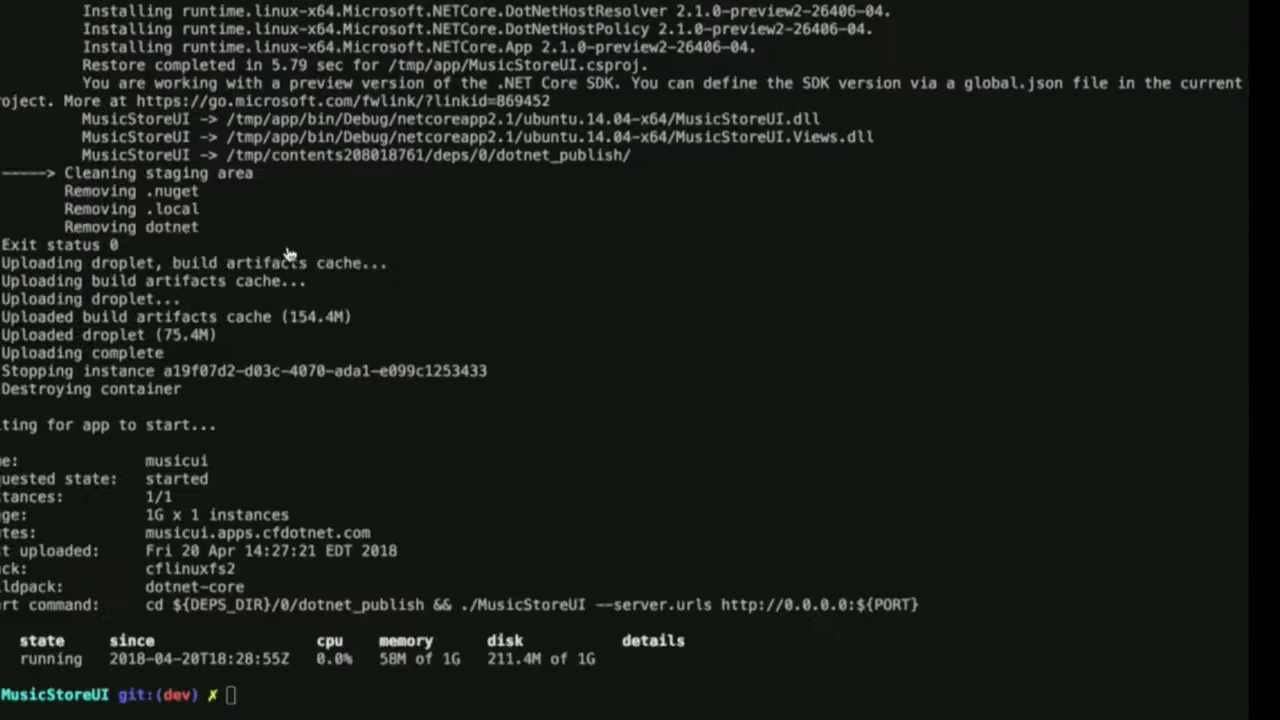 Installing runtime.linux-x64.Microsoft.NETCore.DotNetHostResolver 2.1.0-preview2-26406-04.
Installing runtime.linux-x64.Microsoft.NETCore.DotNetHostPolicy 2.1.0-preview2-26406-04.
Installing runtime.linux-x64.Microsoft.NETCore.App 2.1.0-preview2-26406-04.
Restore completed in 5.79 sec for /tmp/app/MusicStoreUI.csproj.
You are working with a preview version of the .NET Core SDK. You can define the SDK version via a global.json file in the current
roject. More at https://go.microsoft.com/fwlink/?linkid=869452
MusicStoreUI -> /tmp/app/bin/Debug/netcoreapp2.1/ubuntu.14.04-x64/MusicStoreUI.dll
MusicStoreUI -> /tmp/app/bin/Debug/netcoreapp2.1/ubuntu.14.04-x64/MusicStoreUI.Views.dll
MusicStoreUI -> /tmp/contents208018761/deps/0/dotnet_publish/
-----> Cleaning staging area
Removing .nuget
Removing .local
Removing dotnet
Exit status 0
Uploading droplet, build artifacts cache...
Uploading build artifacts cache...
Uploading droplet...
Uploaded build artifacts cache (154.4M)
Uploaded droplet (75.4M)
Uploading complete
Stopping instance a19f07d2-d03c-4070-ada1-e099c1253433
Destroying container
ting for app to start...
e: musicui
quested state: started
tances: 1/1
ge: 1G x 1 instances
tes: musicui.apps.cfdotnet.com
t uploaded: Fri 20 Apr 14:27:21 EDT 2018
ck: cflinuxfs2
ldpack: dotnet-core
rt command: cd ${DEPS_DIR}/0/dotnet_publish && ./MusicStoreUI --server.urls http://0.0.0.0:${PORT}
state since cpu memory disk details
running 2018-04-20T18:28:55Z 0.0% 58M of 1G 211.4M of 1G
MusicStoreUI git:(dev) ✗